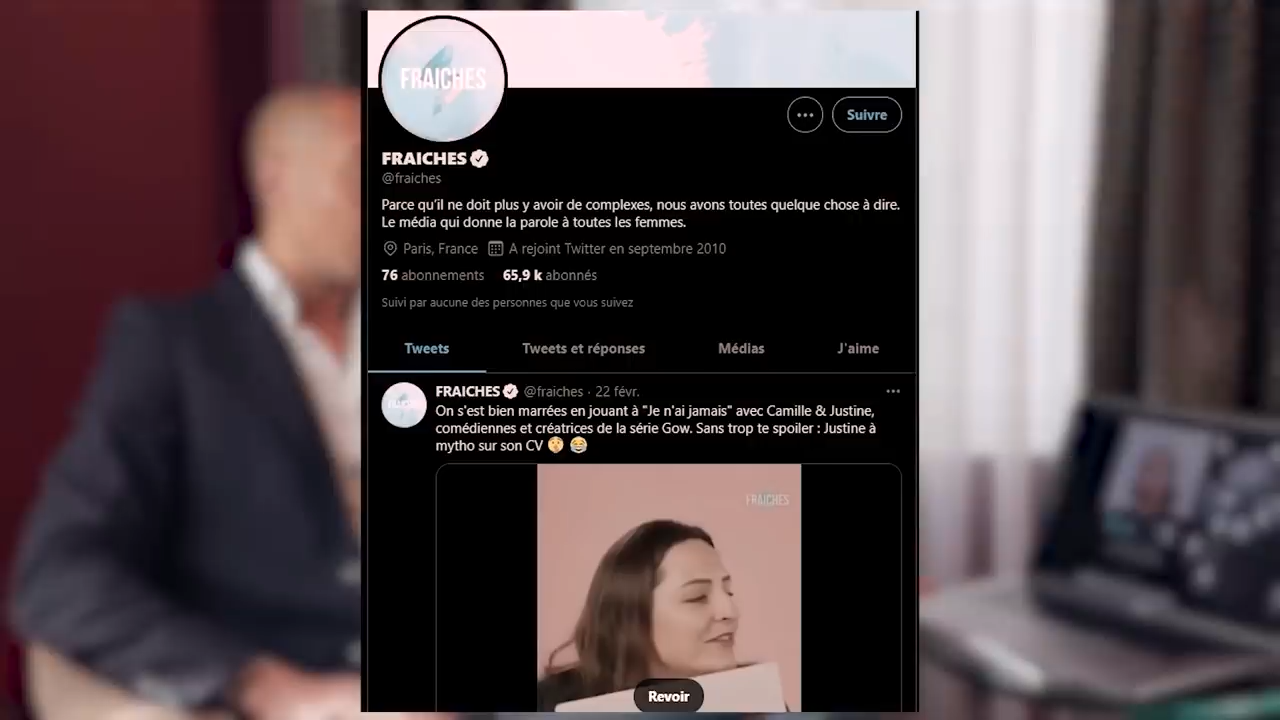 FRAICHES
Suivre
FRAICHES
@fraiches
Parce qu'il ne doit plus y avoir de complexes, nous avons toutes quelque chose à dire.
Le média qui donne la parole à toutes les femmes.
Paris, France A rejoint Twitter en septembre 2010
76 abonnements 65,9 k abonnés
Suivi par aucune des personnes que vous suivez
Tweets Tweets et réponses Médias J'aime
FRAICHES @fraiches · 22 févr.
On s'est bien marrées en jouant à "Je n'ai jamais" avec Camille & Justine,
comédiennes et créatrices de la série Gow. Sans trop te spoiler : Justine à
mytho sur son CV 🤫 😂
FRAICHES
Revoir